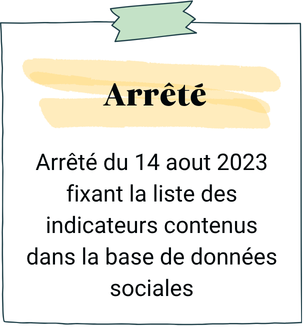 Arrêté
Arrêté du 14 aout 2023
fixant la liste des
indicateurs contenus
dans la base de données
sociales